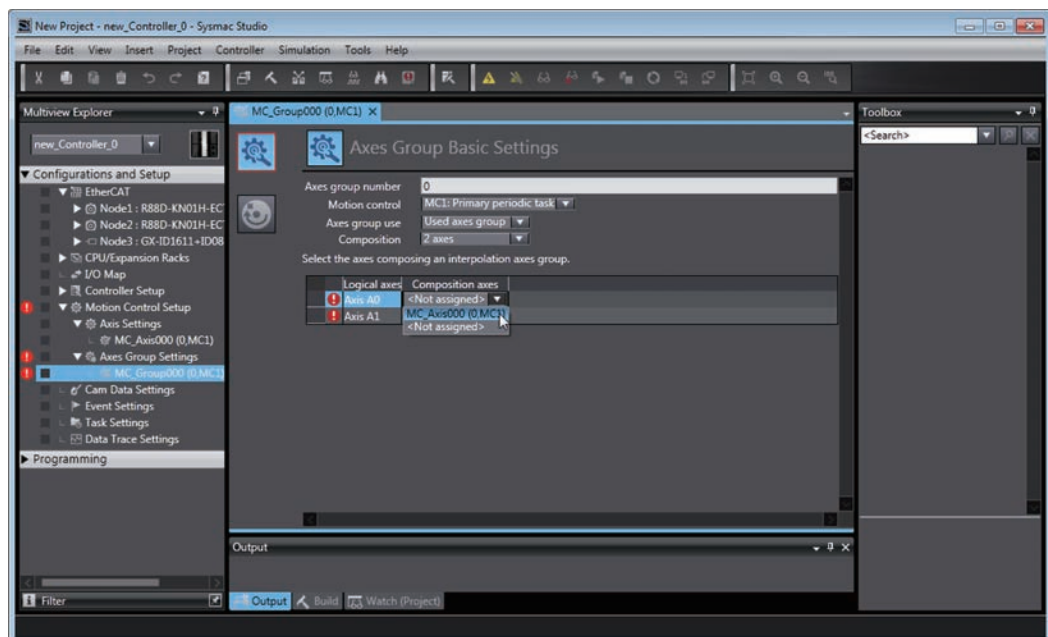 New Project - new_Controller_0 - Sysmac Studio
File Edit View Insert Project Controller Simulation Tools Help
Multiview Explorer
new_Controller_0
Configurations and Setup
EtherCAT
Node1 : R88D-KN01H-EC
Node2 : R88D-KN01H-EC
Node3 : GX-ID1611+ID08
CPU/Expansion Racks
I/O Map
Controller Setup
Motion Control Setup
Axis Settings
MC_Axis000 (0,MC1)
Axes Group Settings
MC_Group000 (0,MC1)
Cam Data Settings
Event Settings
Task Settings
Data Trace Settings
Programming
Filter
MC_Group000 (0,MC1)
Axes Group Basic Settings
Axes group number 0
Motion control MC1: Primary periodic task
Axes group use Used axes group
Composition 2 axes
Select the axes composing an interpolation axes group.
Logical axes Composition axes
Axis A0 <Not assigned>
Axis A1 MC_Axis000 (0,MC1)
<Not assigned>
Output
Output Build Watch (Project)
Toolbox
<Search>